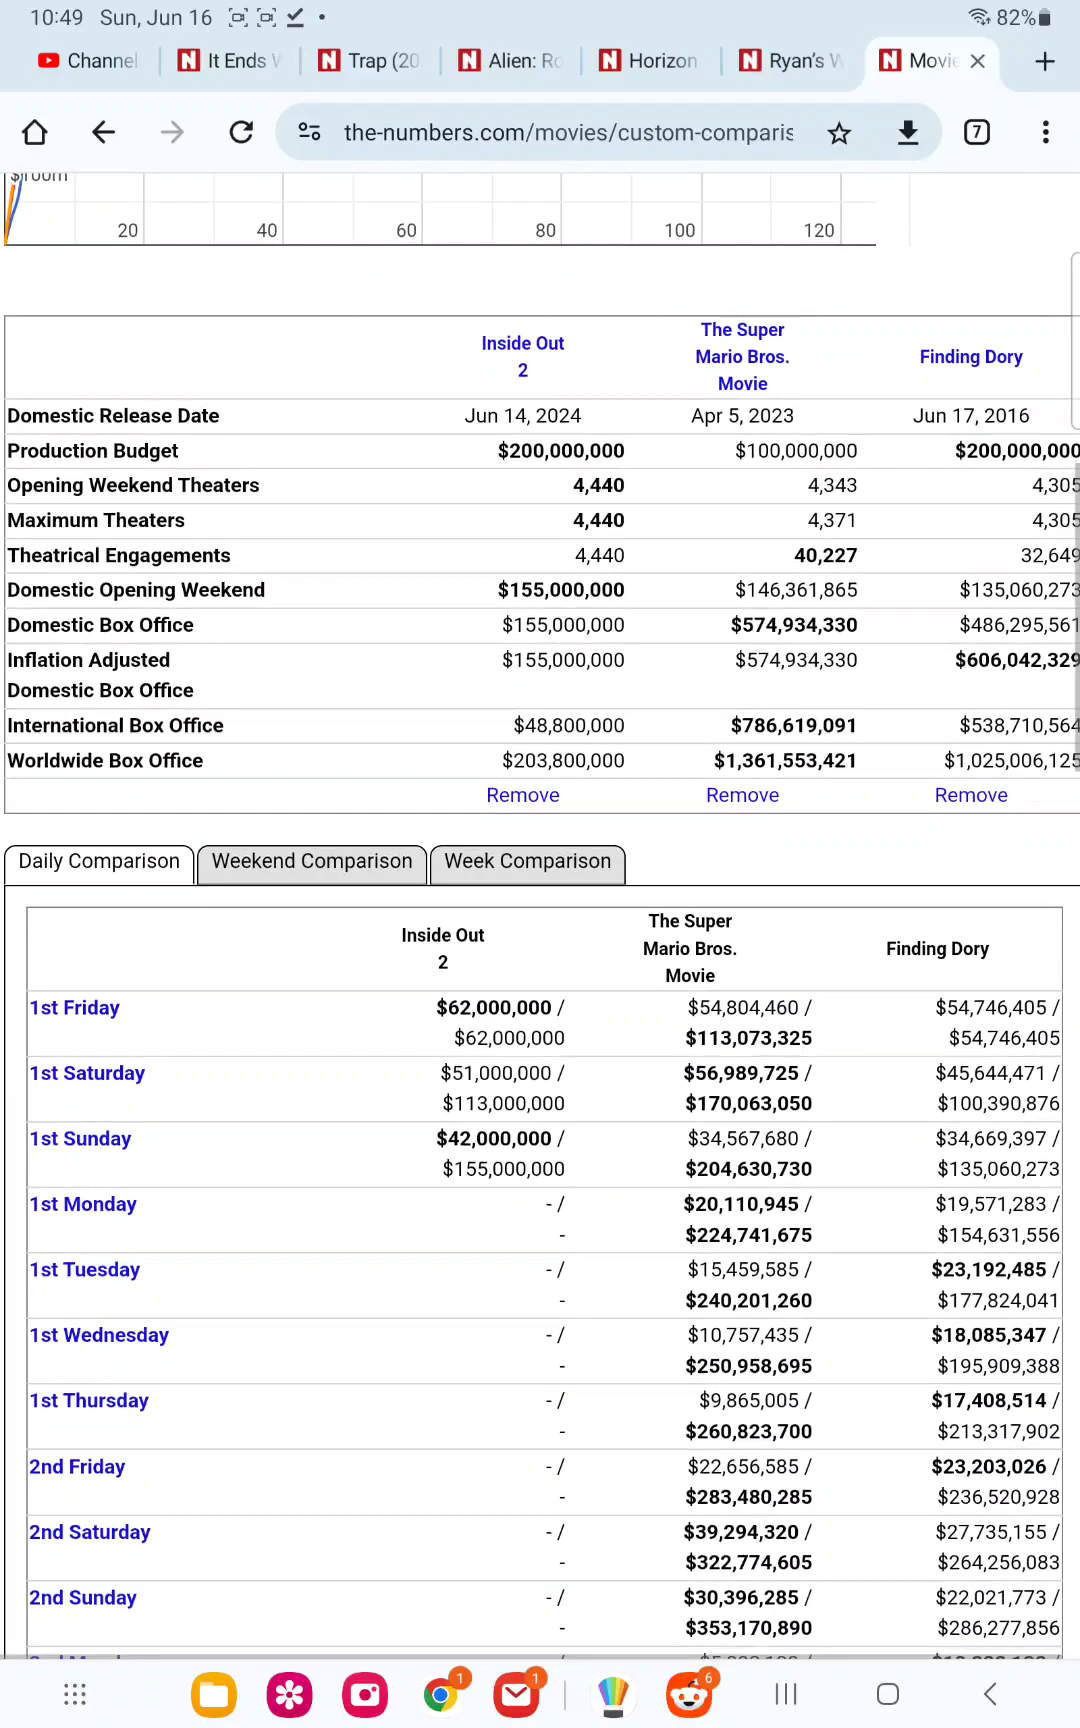 10:49 Sun, Jun 16
82%
Channel
It Ends W
Trap (20
Alien: Ro
Horizon
Ryan's W
Movie
the-numbers.com/movies/custom-comparis
7
20 40 60 80 100 120
Inside Out 2
The Super Mario Bros. Movie
Finding Dory
Domestic Release Date Jun 14, 2024 Apr 5, 2023 Jun 17, 2016
Production Budget $200,000,000 $100,000,000 $200,000,000
Opening Weekend Theaters 4,440 4,343 4,305
Maximum Theaters 4,440 4,371 4,305
Theatrical Engagements 4,440 40,227 32,649
Domestic Opening Weekend $155,000,000 $146,361,865 $135,060,273
Domestic Box Office $155,000,000 $574,934,330 $486,295,561
Inflation Adjusted $155,000,000 $574,934,330 $606,042,329
Domestic Box Office
International Box Office $48,800,000 $786,619,091 $538,710,564
Worldwide Box Office $203,800,000 $1,361,553,421 $1,025,006,125
Remove Remove Remove
Daily Comparison Weekend Comparison Week Comparison
Inside Out 2
The Super Mario Bros. Movie
Finding Dory
1st Friday $62,000,000 / $54,804,460 / $54,746,405 /
$62,000,000 $113,073,325 $54,746,405
1st Saturday $51,000,000 / $56,989,725 / $45,644,471 /
$113,000,000 $170,063,050 $100,390,876
1st Sunday $42,000,000 / $34,567,680 / $34,669,397 /
$155,000,000 $204,630,730 $135,060,273
1st Monday - / $20,110,945 / $19,571,283 /
- $224,741,675 $154,631,556
1st Tuesday - / $15,459,585 / $23,192,485 /
- $240,201,260 $177,824,041
1st Wednesday - / $10,757,435 / $18,085,347 /
- $250,958,695 $195,909,388
1st Thursday - / $9,865,005 / $17,408,514 /
- $260,823,700 $213,317,902
2nd Friday - / $22,656,585 / $23,203,026 /
- $283,480,285 $236,520,928
2nd Saturday - / $39,294,320 / $27,735,155 /
- $322,774,605 $264,256,083
2nd Sunday - / $30,396,285 / $22,021,773 /
- $353,170,890 $286,277,856
1 1 6